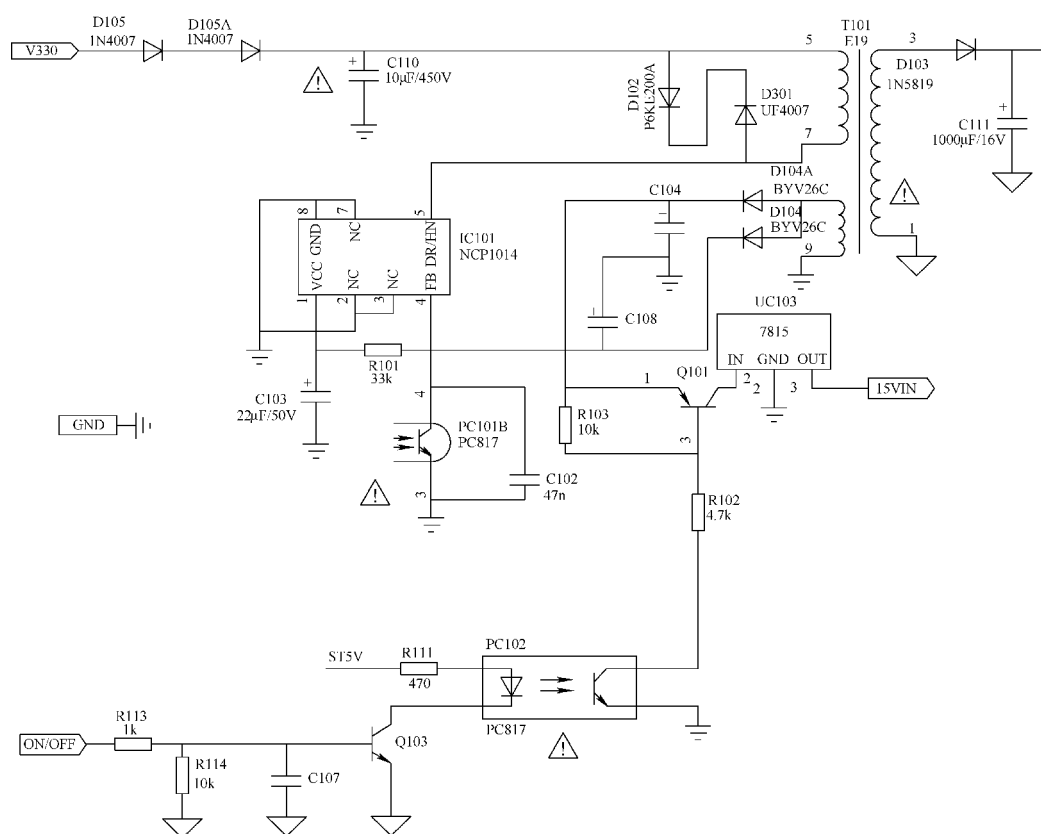 D105
1N4007
D105A
1N4007
V330
C110
10μF/450V
D102
P6KE200A
D301
UF4007
5
7
T101
E19
3
D103
1N5819
C111
1000μF/16V
1
D104A
BYV26C
D104
BYV26C
9
C104
8
7
5
GND
NC
DR/HN
VCC
NC
NC
FB
1
2
3
4
IC101
NCP1014
C108
UC103
7815
IN
GND
OUT
2
2
3
15VIN
R101
33k
C103
22μF/50V
GND
4
PC101B
PC817
3
C102
47n
Q101
1
3
R103
10k
R102
4.7k
ST5V
R111
470
PC102
PC817
ON/OFF
R113
1k
R114
10k
C107
Q103